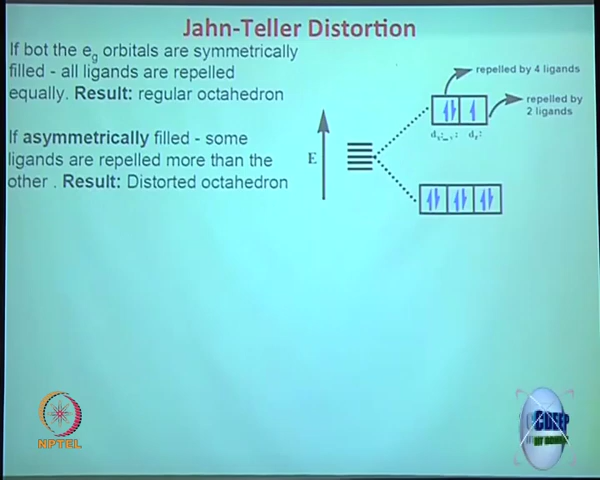 Jahn-Teller Distortion
If bot the eg orbitals are symmetrically
filled - all ligands are repelled
equally. Result: regular octahedron
If asymmetrically filled - some
ligands are repelled more than the
other . Result: Distorted octahedron
repelled by 4 ligands
repelled by
2 ligands
E
NPTEL
CDEEP